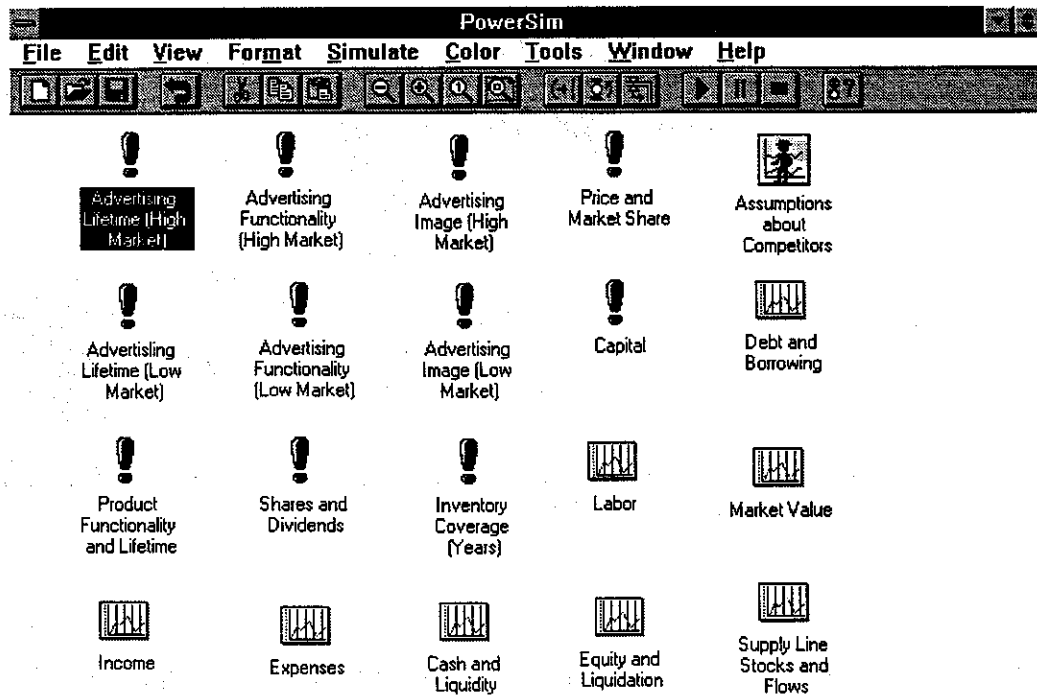 PowerSim
File Edit View Format Simulate Color Tools Window Help
Advertising
Lifetime (High
Market)
Advertising
Functionality
(High Market)
Advertising
Image (High
Market)
Price and
Market Share
Assumptions
about
Competitors
Advertisling
Lifetime (Low
Market)
Advertising
Functionality
(Low Market)
Advertising
Image (Low
Market)
Capital
Debt and
Borrowing
Product
Functionality
and Lifetime
Shares and
Dividends
Inventory
Coverage
(Years)
Labor
Market Value
Income
Expenses
Cash and
Liquidity
Equity and
Liquidation
Supply Line
Stocks and
Flows